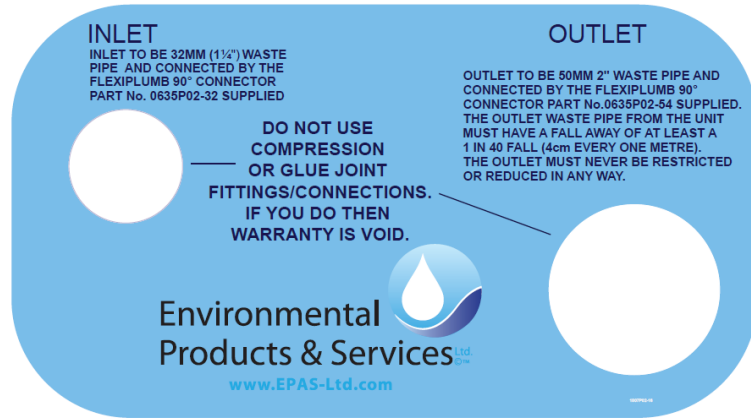 INLET
INLET TO BE 32MM (1¼") WASTE
PIPE AND CONNECTED BY THE
FLEXIPLUMB 90° CONNECTOR
PART No. 0635P02-32 SUPPLIED
OUTLET
OUTLET TO BE 50MM 2" WASTE PIPE AND
CONNECTED BY THE FLEXIPLUMB 90°
CONNECTOR PART No.0635P02-54 SUPPLIED.
THE OUTLET WASTE PIPE FROM THE UNIT
MUST HAVE A FALL AWAY OF AT LEAST A
1 IN 40 FALL (4cm EVERY ONE METRE).
THE OUTLET MUST NEVER BE RESTRICTED
OR REDUCED IN ANY WAY.
DO NOT USE
COMPRESSION
OR GLUE JOINT
FITTINGS/CONNECTIONS.
IF YOU DO THEN
WARRANTY IS VOID.
Environmental
Products & Services Ltd.
©™
www.EPAS-Ltd.com